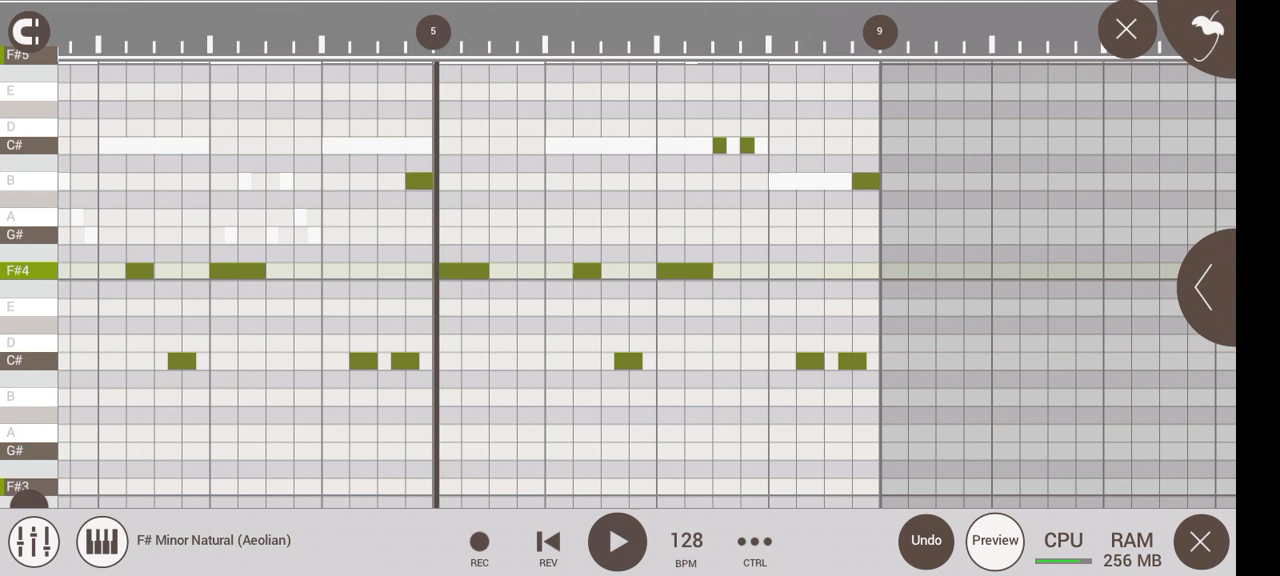 5
9
F#5
E
D
C#
B
A
G#
F#4
E
D
C#
B
A
G#
F#3
F# Minor Natural (Aeolian)
REC
REV
128
BPM
CTRL
Undo
Preview
CPU
RAM
256 MB